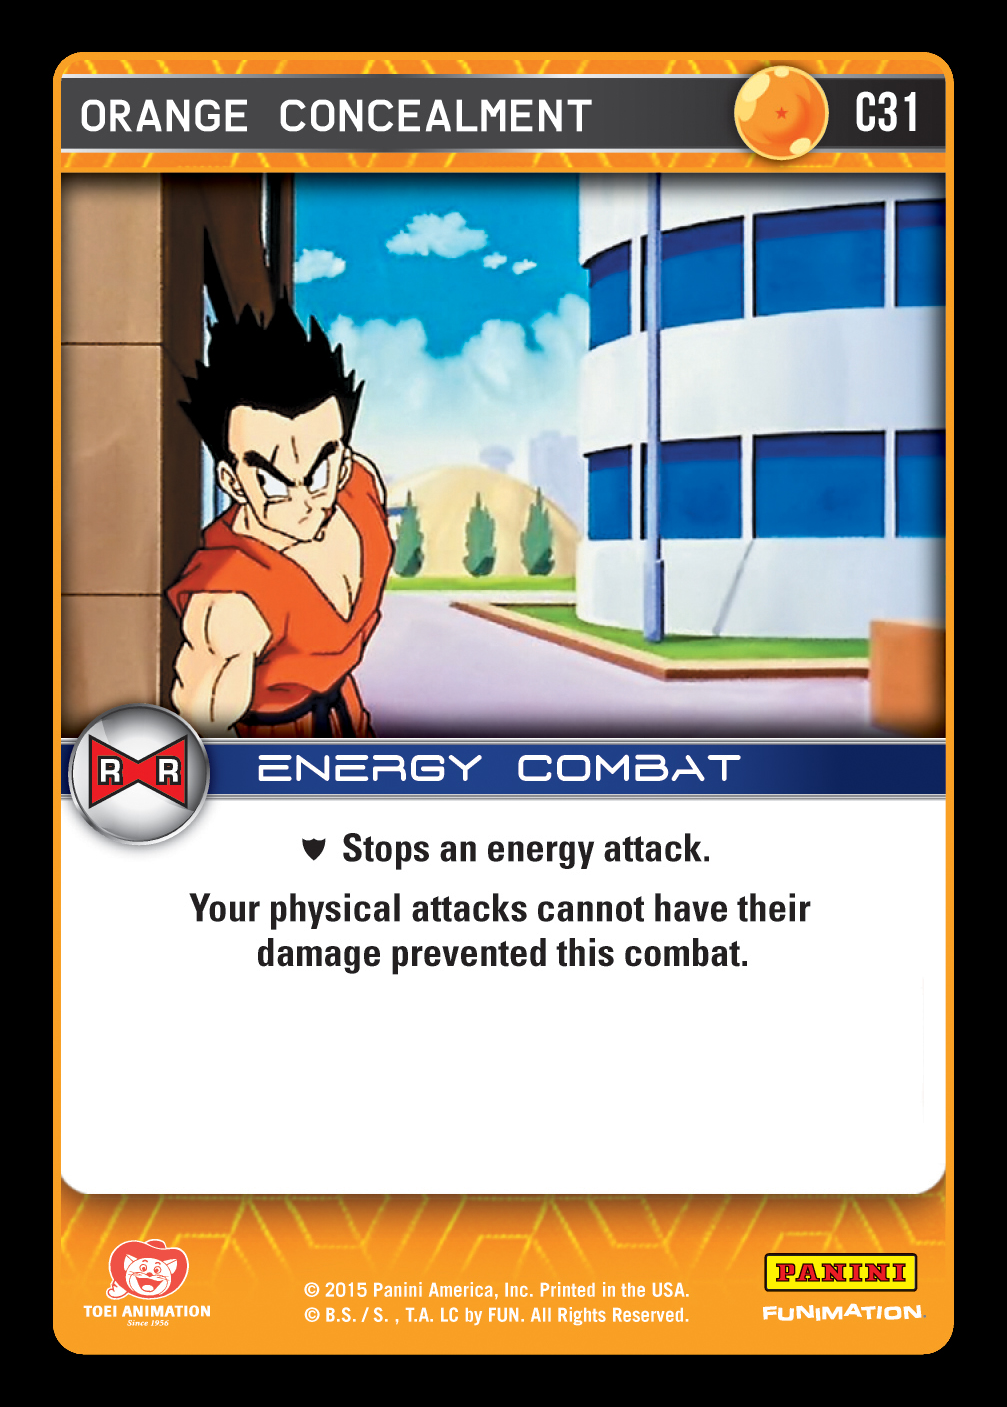 ORANGE CONCEALMENT
C31
R R
ENERGY COMBAT
Stops an energy attack.
Your physical attacks cannot have their
damage prevented this combat.
TOEI ANIMATION
Since 1956
© 2015 Panini America, Inc. Printed in the USA.
© B.S. / S. , T.A. LC by FUN. All Rights Reserved.
PANINI
FUNIMATION